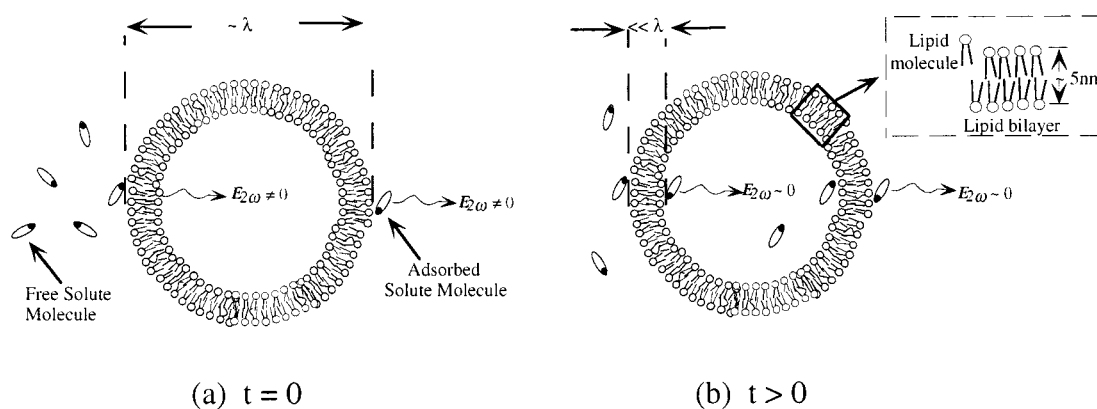 ~ λ
E2ω ≠ 0
E2ω ≠ 0
Free Solute
Molecule
Adsorbed
Solute Molecule
(a) t = 0
<< λ
Lipid
molecule
~ 5nm
Lipid bilayer
E2ω ~ 0
E2ω ~ 0
(b) t > 0